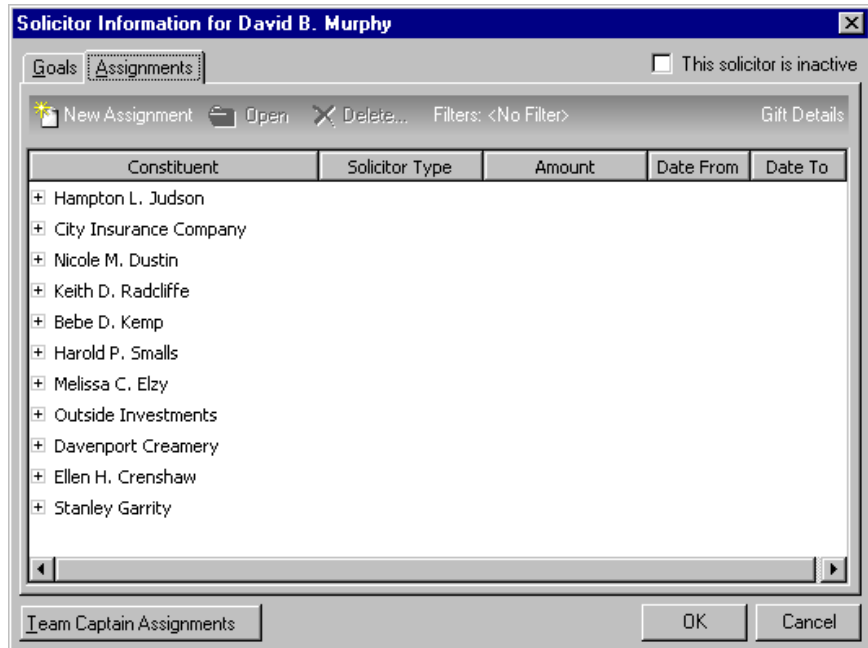 Solicitor Information for David B. Murphy
Goals Assignments This solicitor is inactive
New Assignment Open Delete... Filters: <No Filter> Gift Details
Constituent Solicitor Type Amount Date From Date To
Hampton L. Judson
City Insurance Company
Nicole M. Dustin
Keith D. Radcliffe
Bebe D. Kemp
Harold P. Smalls
Melissa C. Elzy
Outside Investments
Davenport Creamery
Ellen H. Crenshaw
Stanley Garrity
Team Captain Assignments OK Cancel